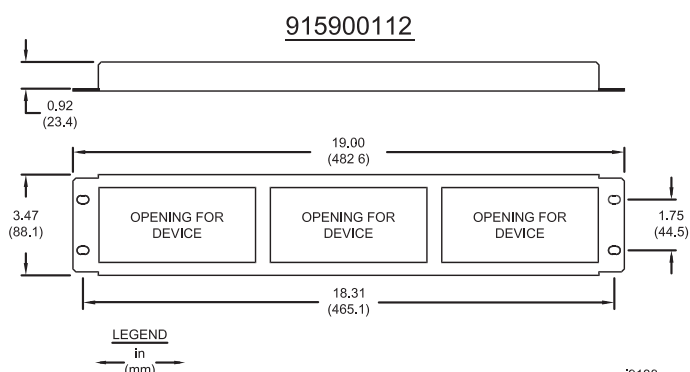 915900112
0.92
(23.4)
19.00
(482 6)
3.47
(88.1)
OPENING FOR
DEVICE
OPENING FOR
DEVICE
OPENING FOR
DEVICE
1.75
(44.5)
18.31
(465.1)
LEGEND
in
(mm)